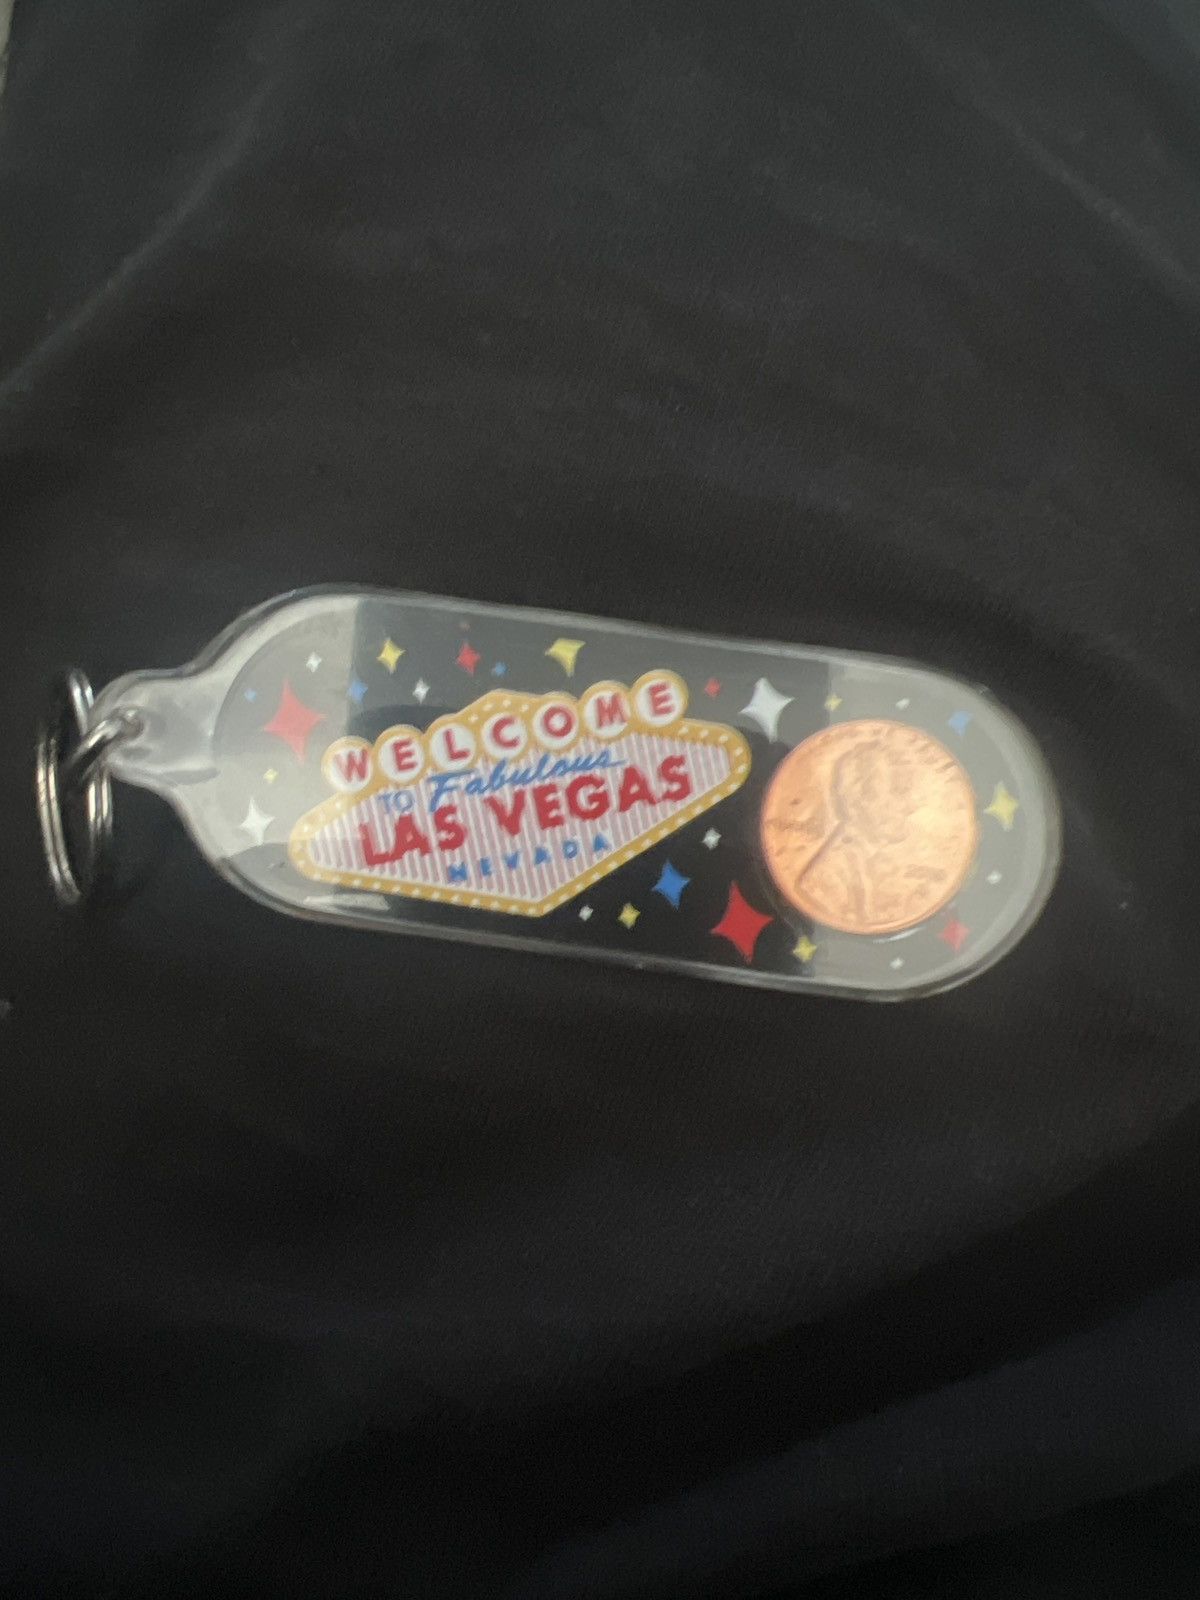 WELCOME
TO Fabulous
LAS VEGAS
NEVADA